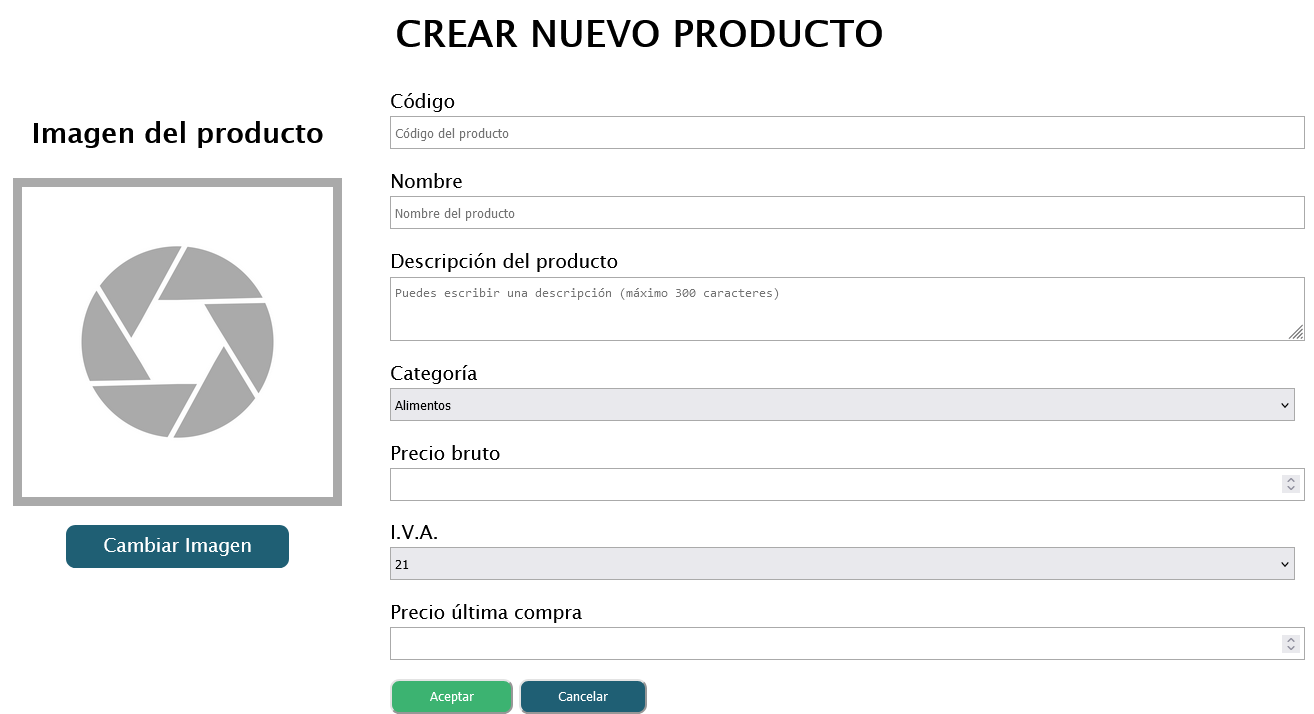 CREAR NUEVO PRODUCTO
Imagen del producto
Cambiar Imagen
Código
Código del producto
Nombre
Nombre del producto
Descripción del producto
Puedes escribir una descripción (máximo 300 caracteres)
Categoría
Alimentos
Precio bruto
I.V.A.
21
Precio última compra
Aceptar Cancelar